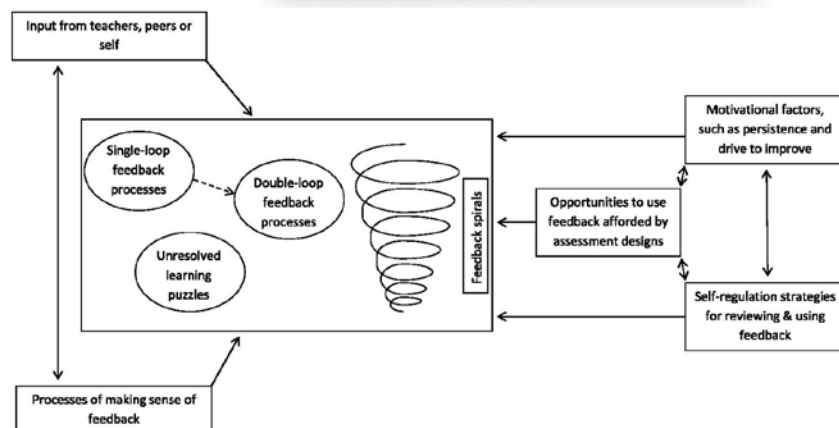 Input from teachers, peers or
self
Single-loop
feedback
processes
Double-loop
feedback
processes
Unresolved
learning
puzzles
Feedback spirals
Motivational factors,
such as persistence and
drive to improve
Opportunities to use
feedback afforded by
assessment designs
Self-regulation strategies
for reviewing & using
feedback
Processes of making sense of
feedback